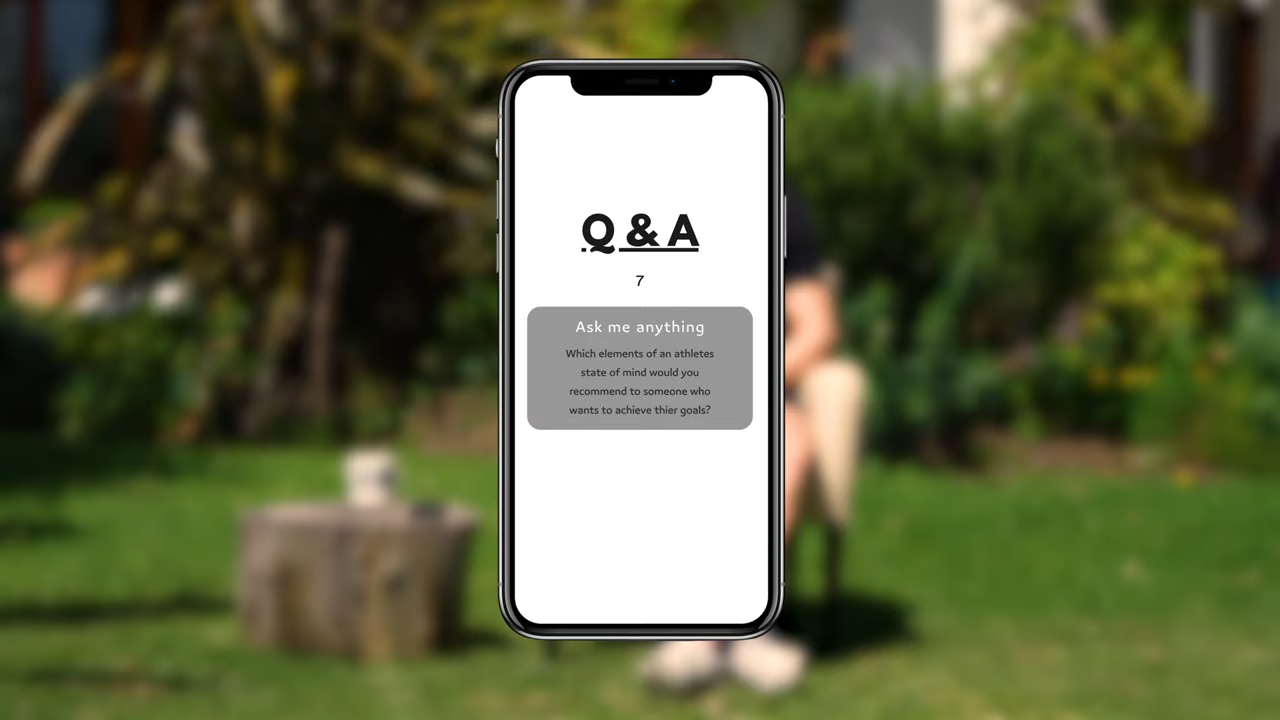 Q & A
7
Ask me anything
Which elements of an athletes
state of mind would you
recommend to someone who
wants to achieve thier goals?